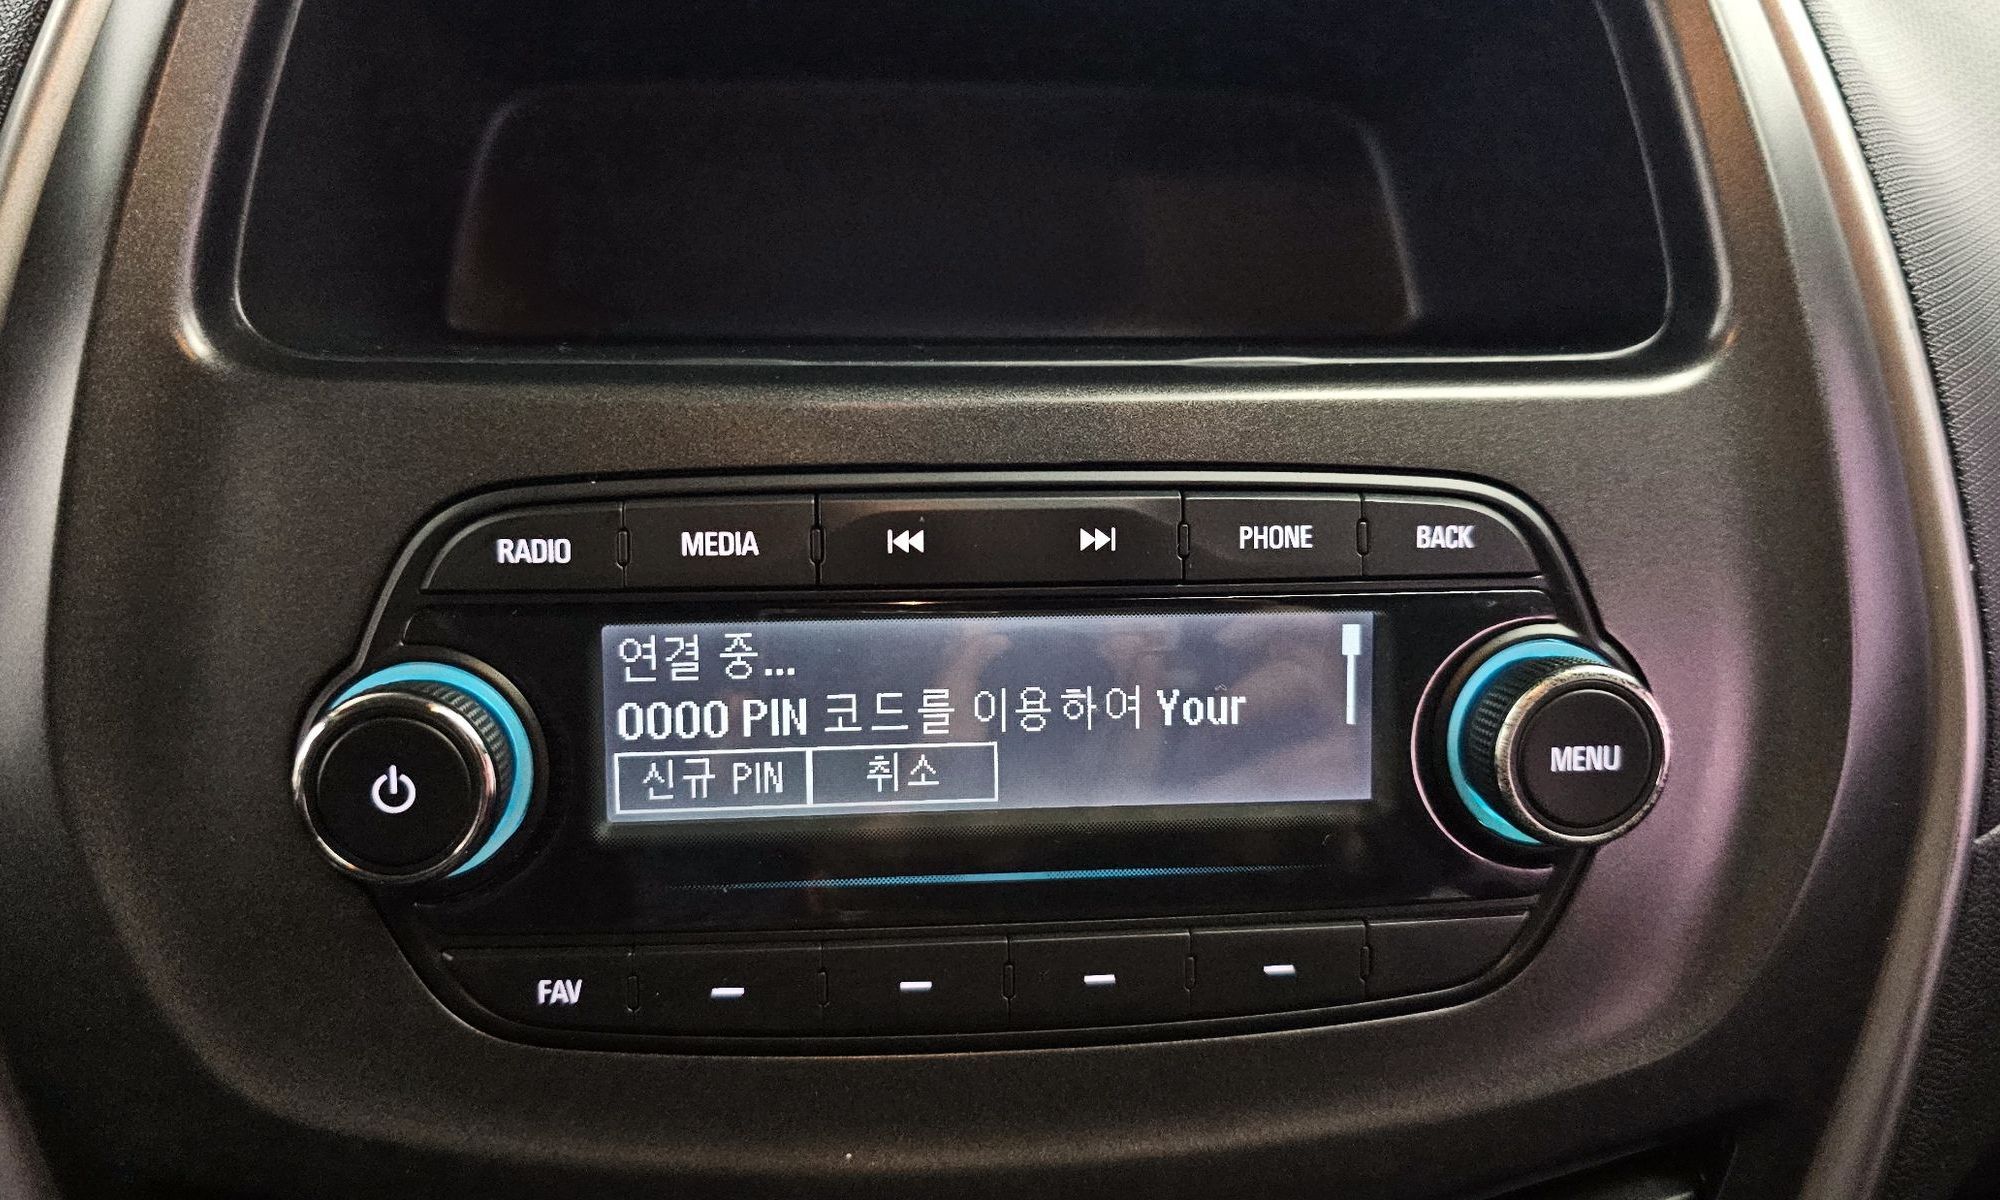 RADIO MEDIA PHONE BACK
연결 중...
0000 PIN 코드를 이용하여 Your
신규 PIN 취소
MENU
FAV